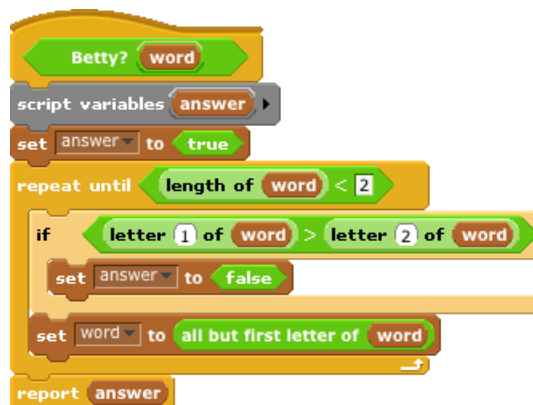 Betty? word
script variables answer
set answer to true
repeat until length of word < 2
if letter 1 of word > letter 2 of word
set answer to false
set word to all but first letter of word
report answer